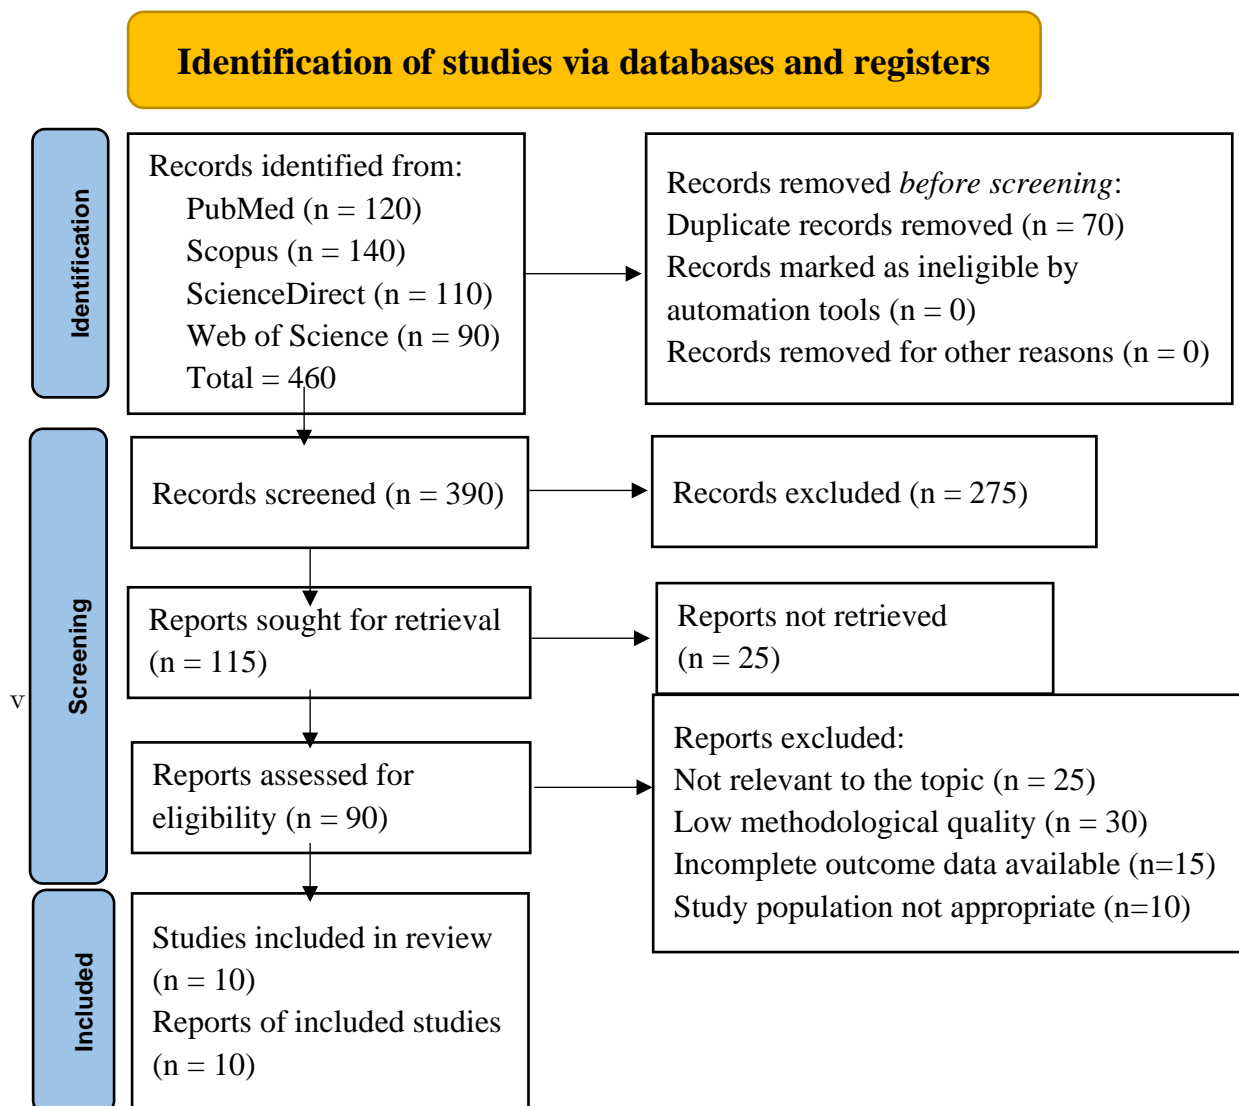 Identification of studies via databases and registers
Identification
Records identified from:
PubMed (n = 120)
Scopus (n = 140)
ScienceDirect (n = 110)
Web of Science (n = 90)
Total = 460
Records removed before screening:
Duplicate records removed (n = 70)
Records marked as ineligible by
automation tools (n = 0)
Records removed for other reasons (n = 0)
Screening
Records screened (n = 390)
Records excluded (n = 275)
Reports sought for retrieval
(n = 115)
Reports not retrieved
(n = 25)
v
Reports assessed for
eligibility (n = 90)
Reports excluded:
Not relevant to the topic (n = 25)
Low methodological quality (n = 30)
Incomplete outcome data available (n=15)
Study population not appropriate (n=10)
Included
Studies included in review
(n = 10)
Reports of included studies
(n = 10)